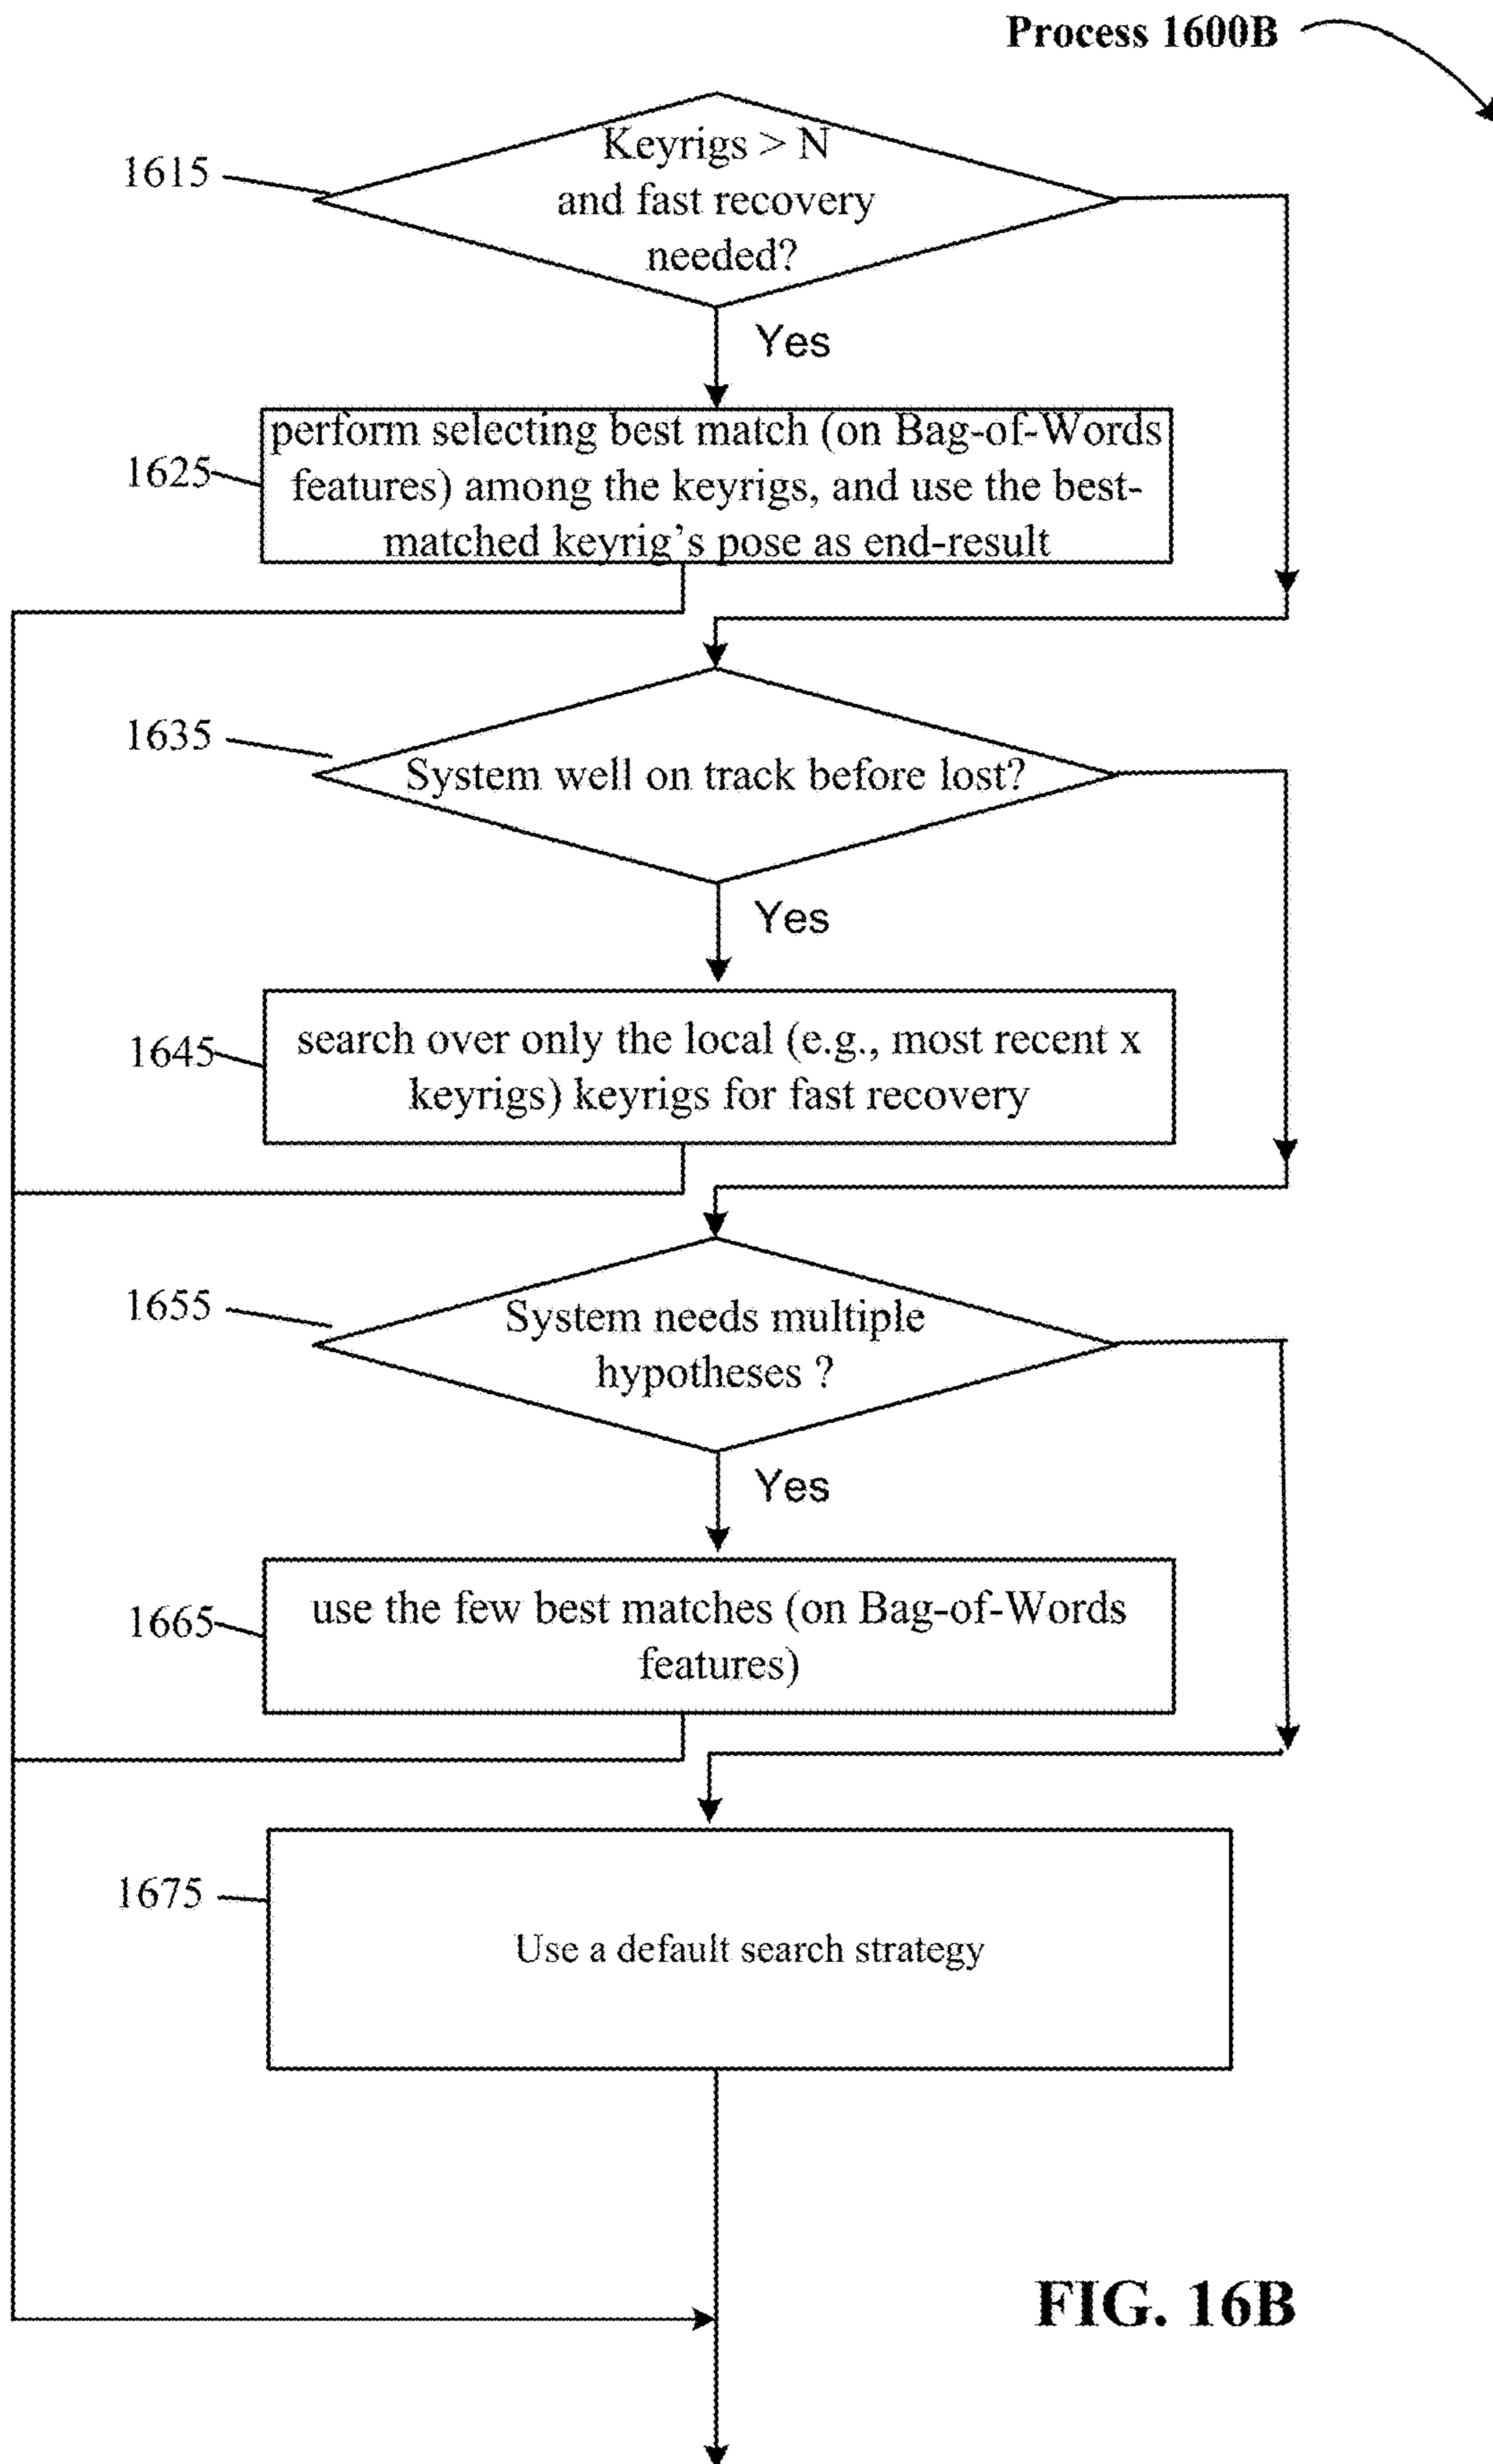 Process 1600B
1615
Keyrigs > N
and fast recovery
needed?
Yes
1625
perform selecting best match (on Bag-of-Words
features) among the keyrigs, and use the best-
matched keyrig's pose as end-result
1635
System well on track before lost?
Yes
1645
search over only the local (e.g., most recent x
keyrigs) keyrigs for fast recovery
1655
System needs multiple
hypotheses ?
Yes
1665
use the few best matches (on Bag-of-Words
features)
1675
Use a default search strategy
FIG. 16B